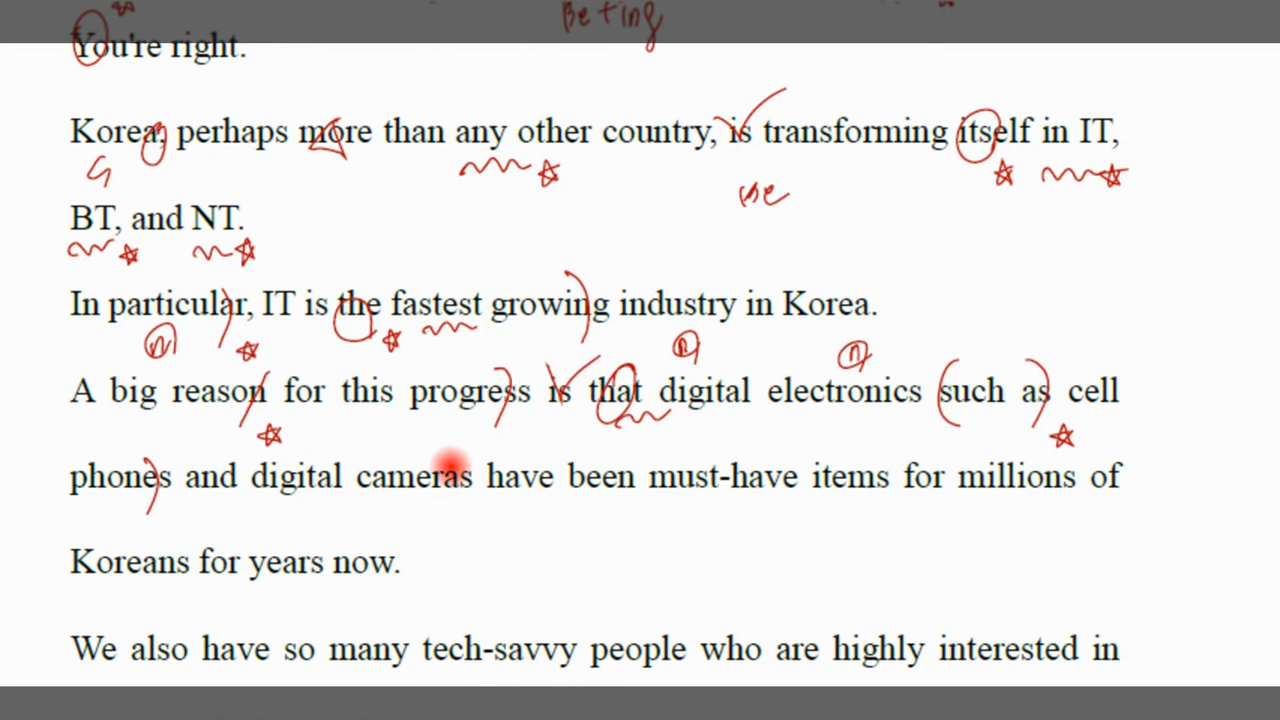 Be + ing
You're right.
Korea, perhaps more than any other country, is transforming itself in IT,
BT, and NT.
In particular, IT is the fastest growing industry in Korea.
A big reason for this progress is that digital electronics such as cell
phones and digital cameras have been must-have items for millions of
Koreans for years now.
We also have so many tech-savvy people who are highly interested in